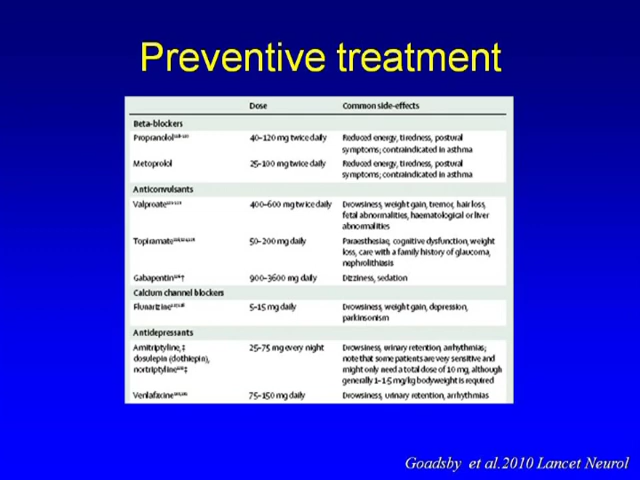 Preventive treatment
Dose Common side-effects
Beta-blockers
Propranolol 40–120 mg twice daily Reduced energy, tiredness, postural
symptoms; contraindicated in asthma
Metoprolol 25–100 mg twice daily Reduced energy, tiredness, postural
symptoms; contraindicated in asthma
Anticonvulsants
Valproate 400–600 mg twice daily Drowsiness, weight gain, tremor, hair loss,
fetal abnormalities, haematological or liver
abnormalities
Topiramate 50–200 mg daily Paraesthesiae, cognitive dysfunction, weight
loss, care with a family history of glaucoma,
nephrolithiasis
Gabapentin † 900–3600 mg daily Dizziness, sedation
Calcium channel blockers
Flunarizine 5–15 mg daily Drowsiness, weight gain, depression,
parkinsonism
Antidepressants
Amitriptyline,‡ 25–75 mg every night Drowsiness, urinary retention, arrhythmias;
dosulepin (dothiepin), note that some patients are very sensitive and
nortriptyline ‡ might only need a total dose of 10 mg, although
generally 1–1·5 mg/kg bodyweight is required
Venlafaxine 75–150 mg daily Drowsiness, urinary retention, arrhythmias
Goadsby et al.2010 Lancet Neurol